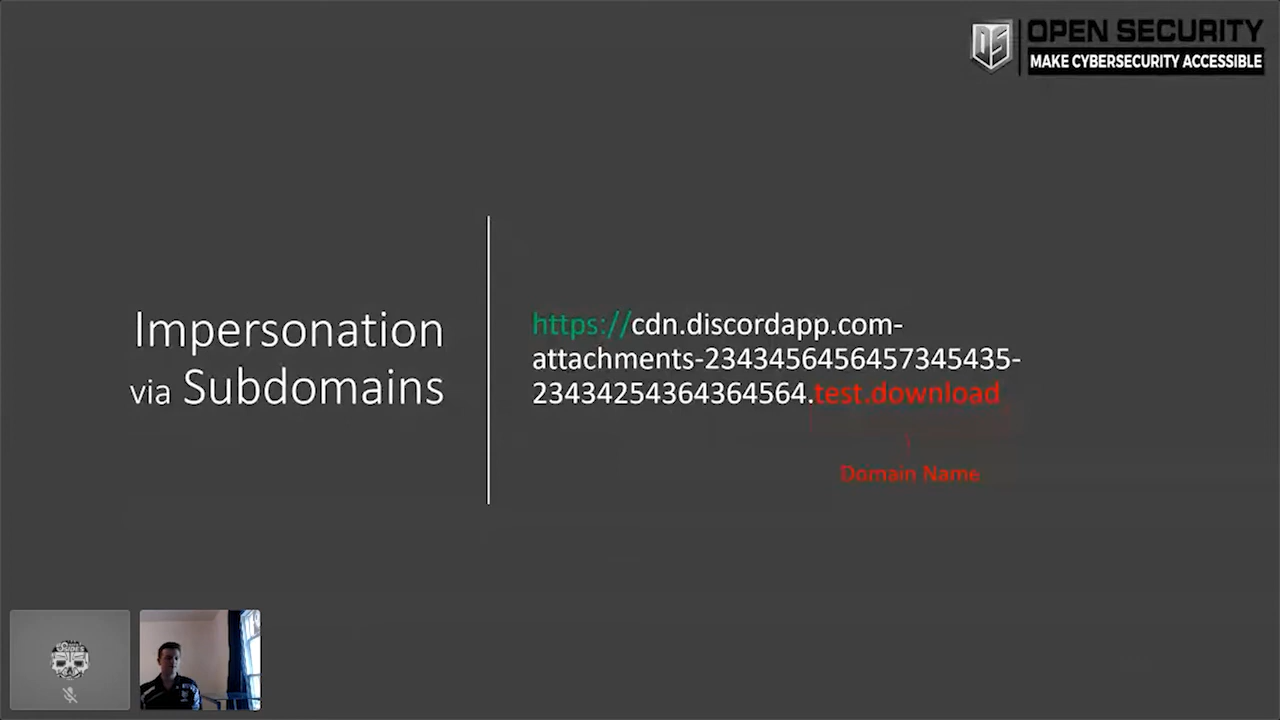 OPEN SECURITY
MAKE CYBERSECURITY ACCESSIBLE
Impersonation
via Subdomains
https://cdn.discordapp.com-
attachments-2343456456457345435-
23434254364364564.test.download
Domain Name